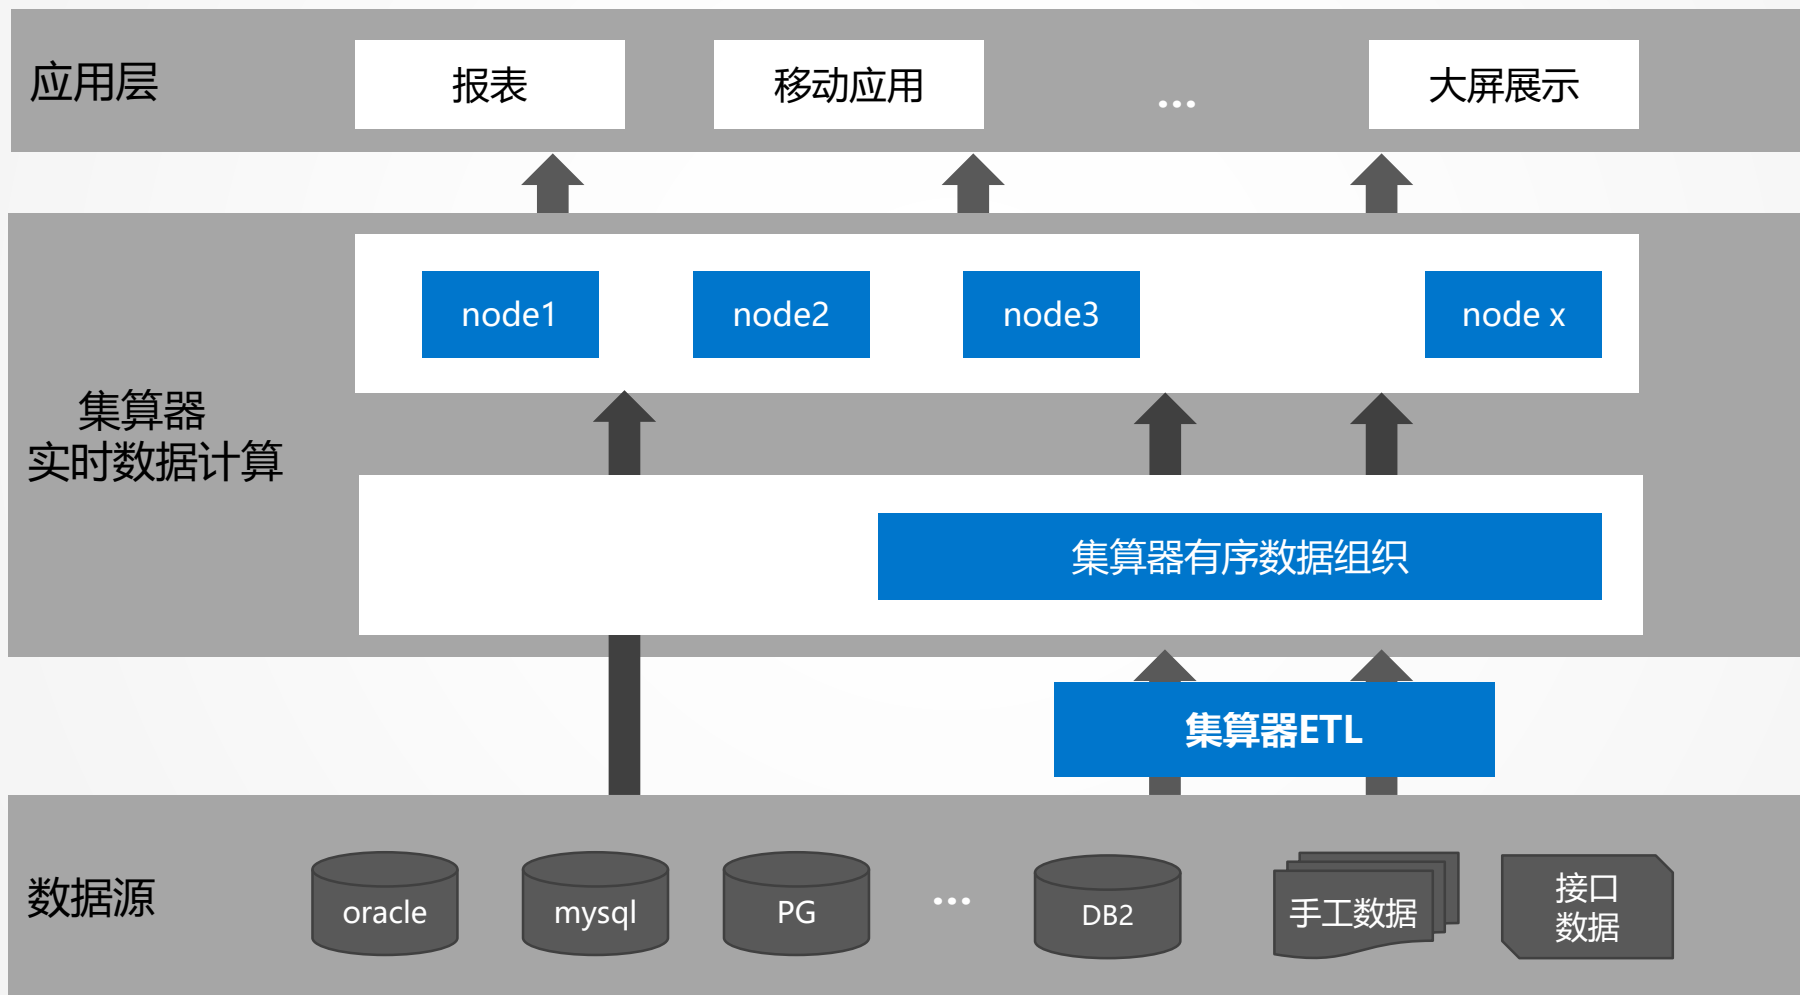 应用层
报表
移动应用
...
大屏展示
node1
node2
node3
node x
集算器
实时数据计算
集算器有序数据组织
集算器ETL
数据源
oracle
mysql
PG
...
DB2
手工数据
接口
数据